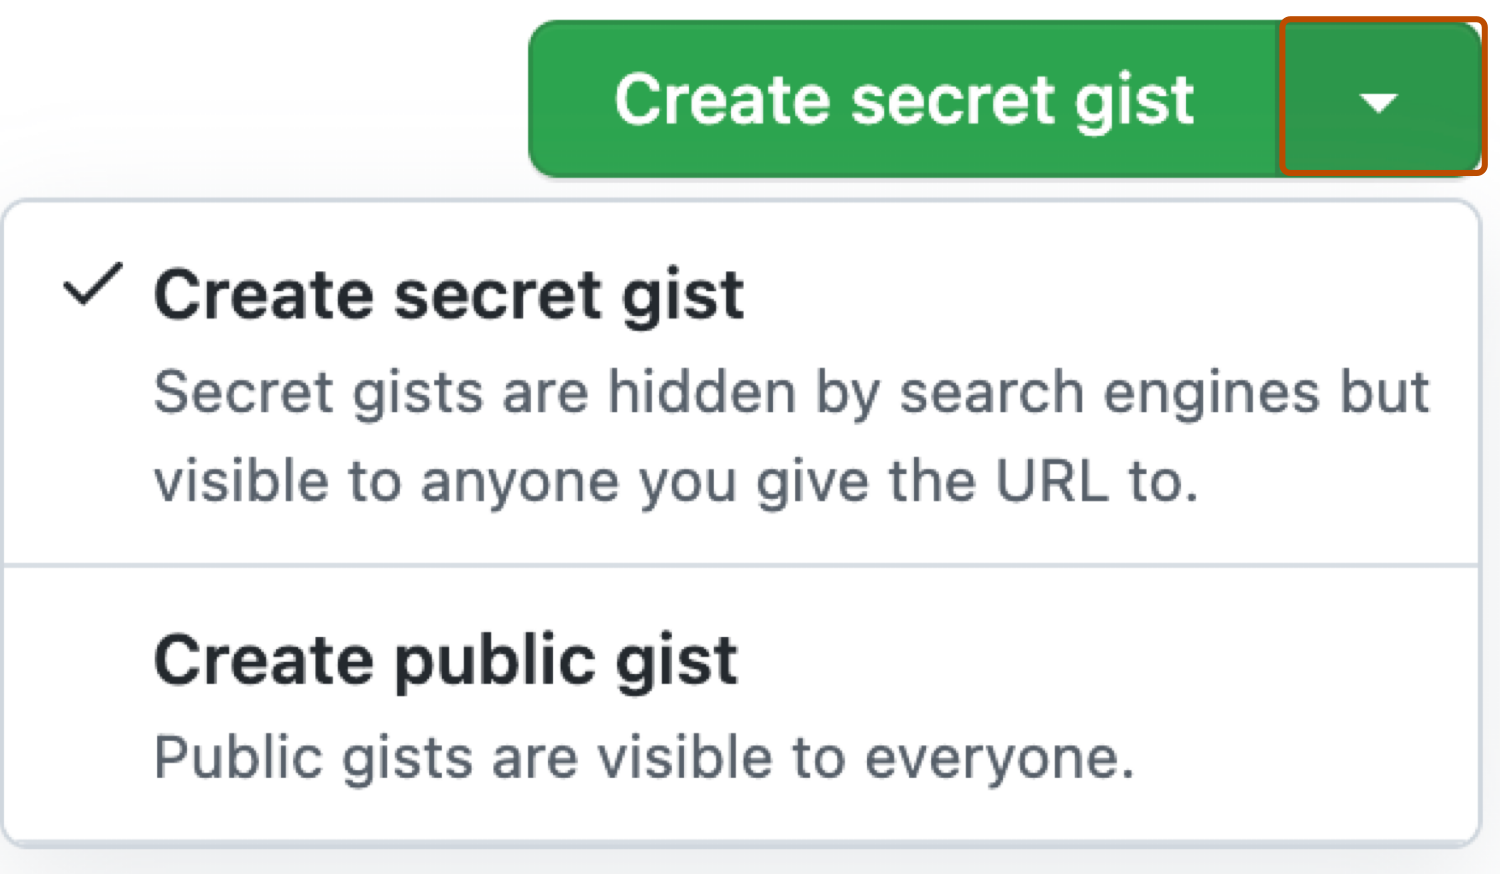 Create secret gist
Create secret gist
Secret gists are hidden by search engines but
visible to anyone you give the URL to.
Create public gist
Public gists are visible to everyone.